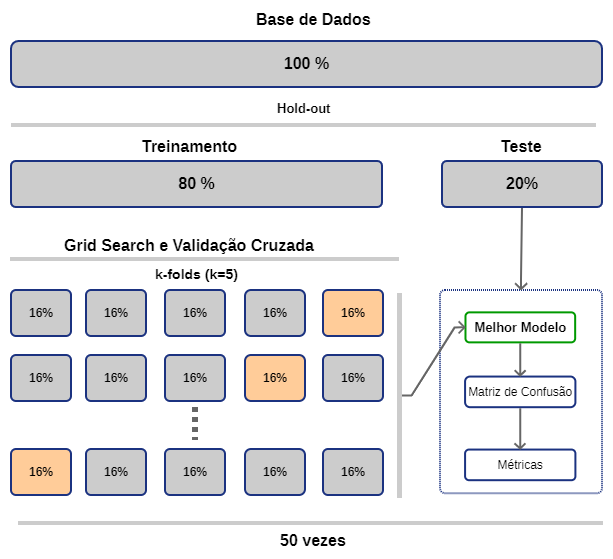 Base de Dados
100 %
Hold-out
Treinamento
Teste
80 %
20%
Grid Search e Validação Cruzada
k-folds (k=5)
16% 16% 16% 16% 16%
Melhor Modelo
16% 16% 16% 16% 16%
Matriz de Confusão
16% 16% 16% 16% 16%
Métricas
50 vezes